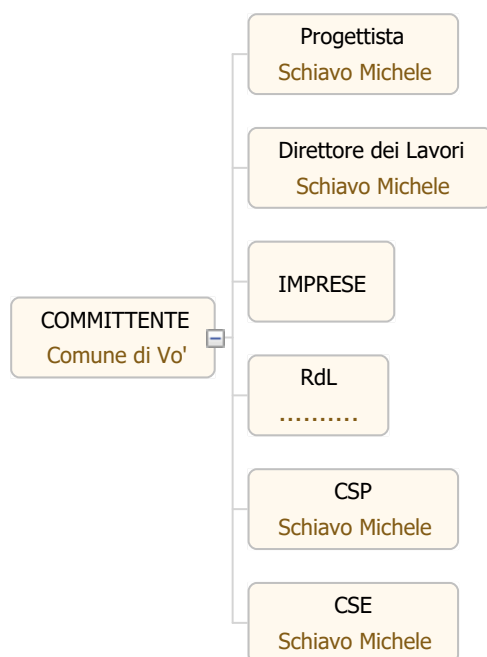 Progettista
Schiavo Michele
Direttore dei Lavori
Schiavo Michele
IMPRESE
COMMITTENTE
Comune di Vo'
RdL
..........
CSP
Schiavo Michele
CSE
Schiavo Michele